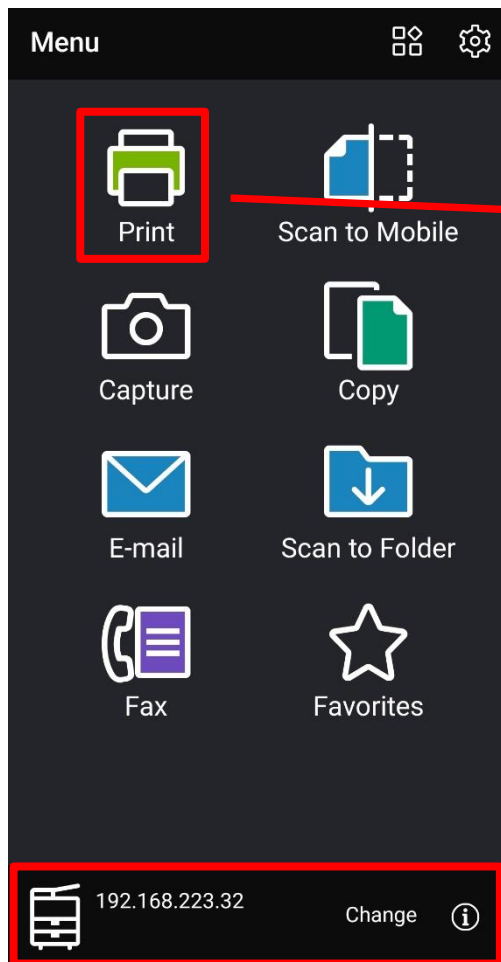 Menu
Print
Scan to Mobile
Capture
Copy
E-mail
Scan to Folder
Fax
Favorites
192.168.223.32
Change